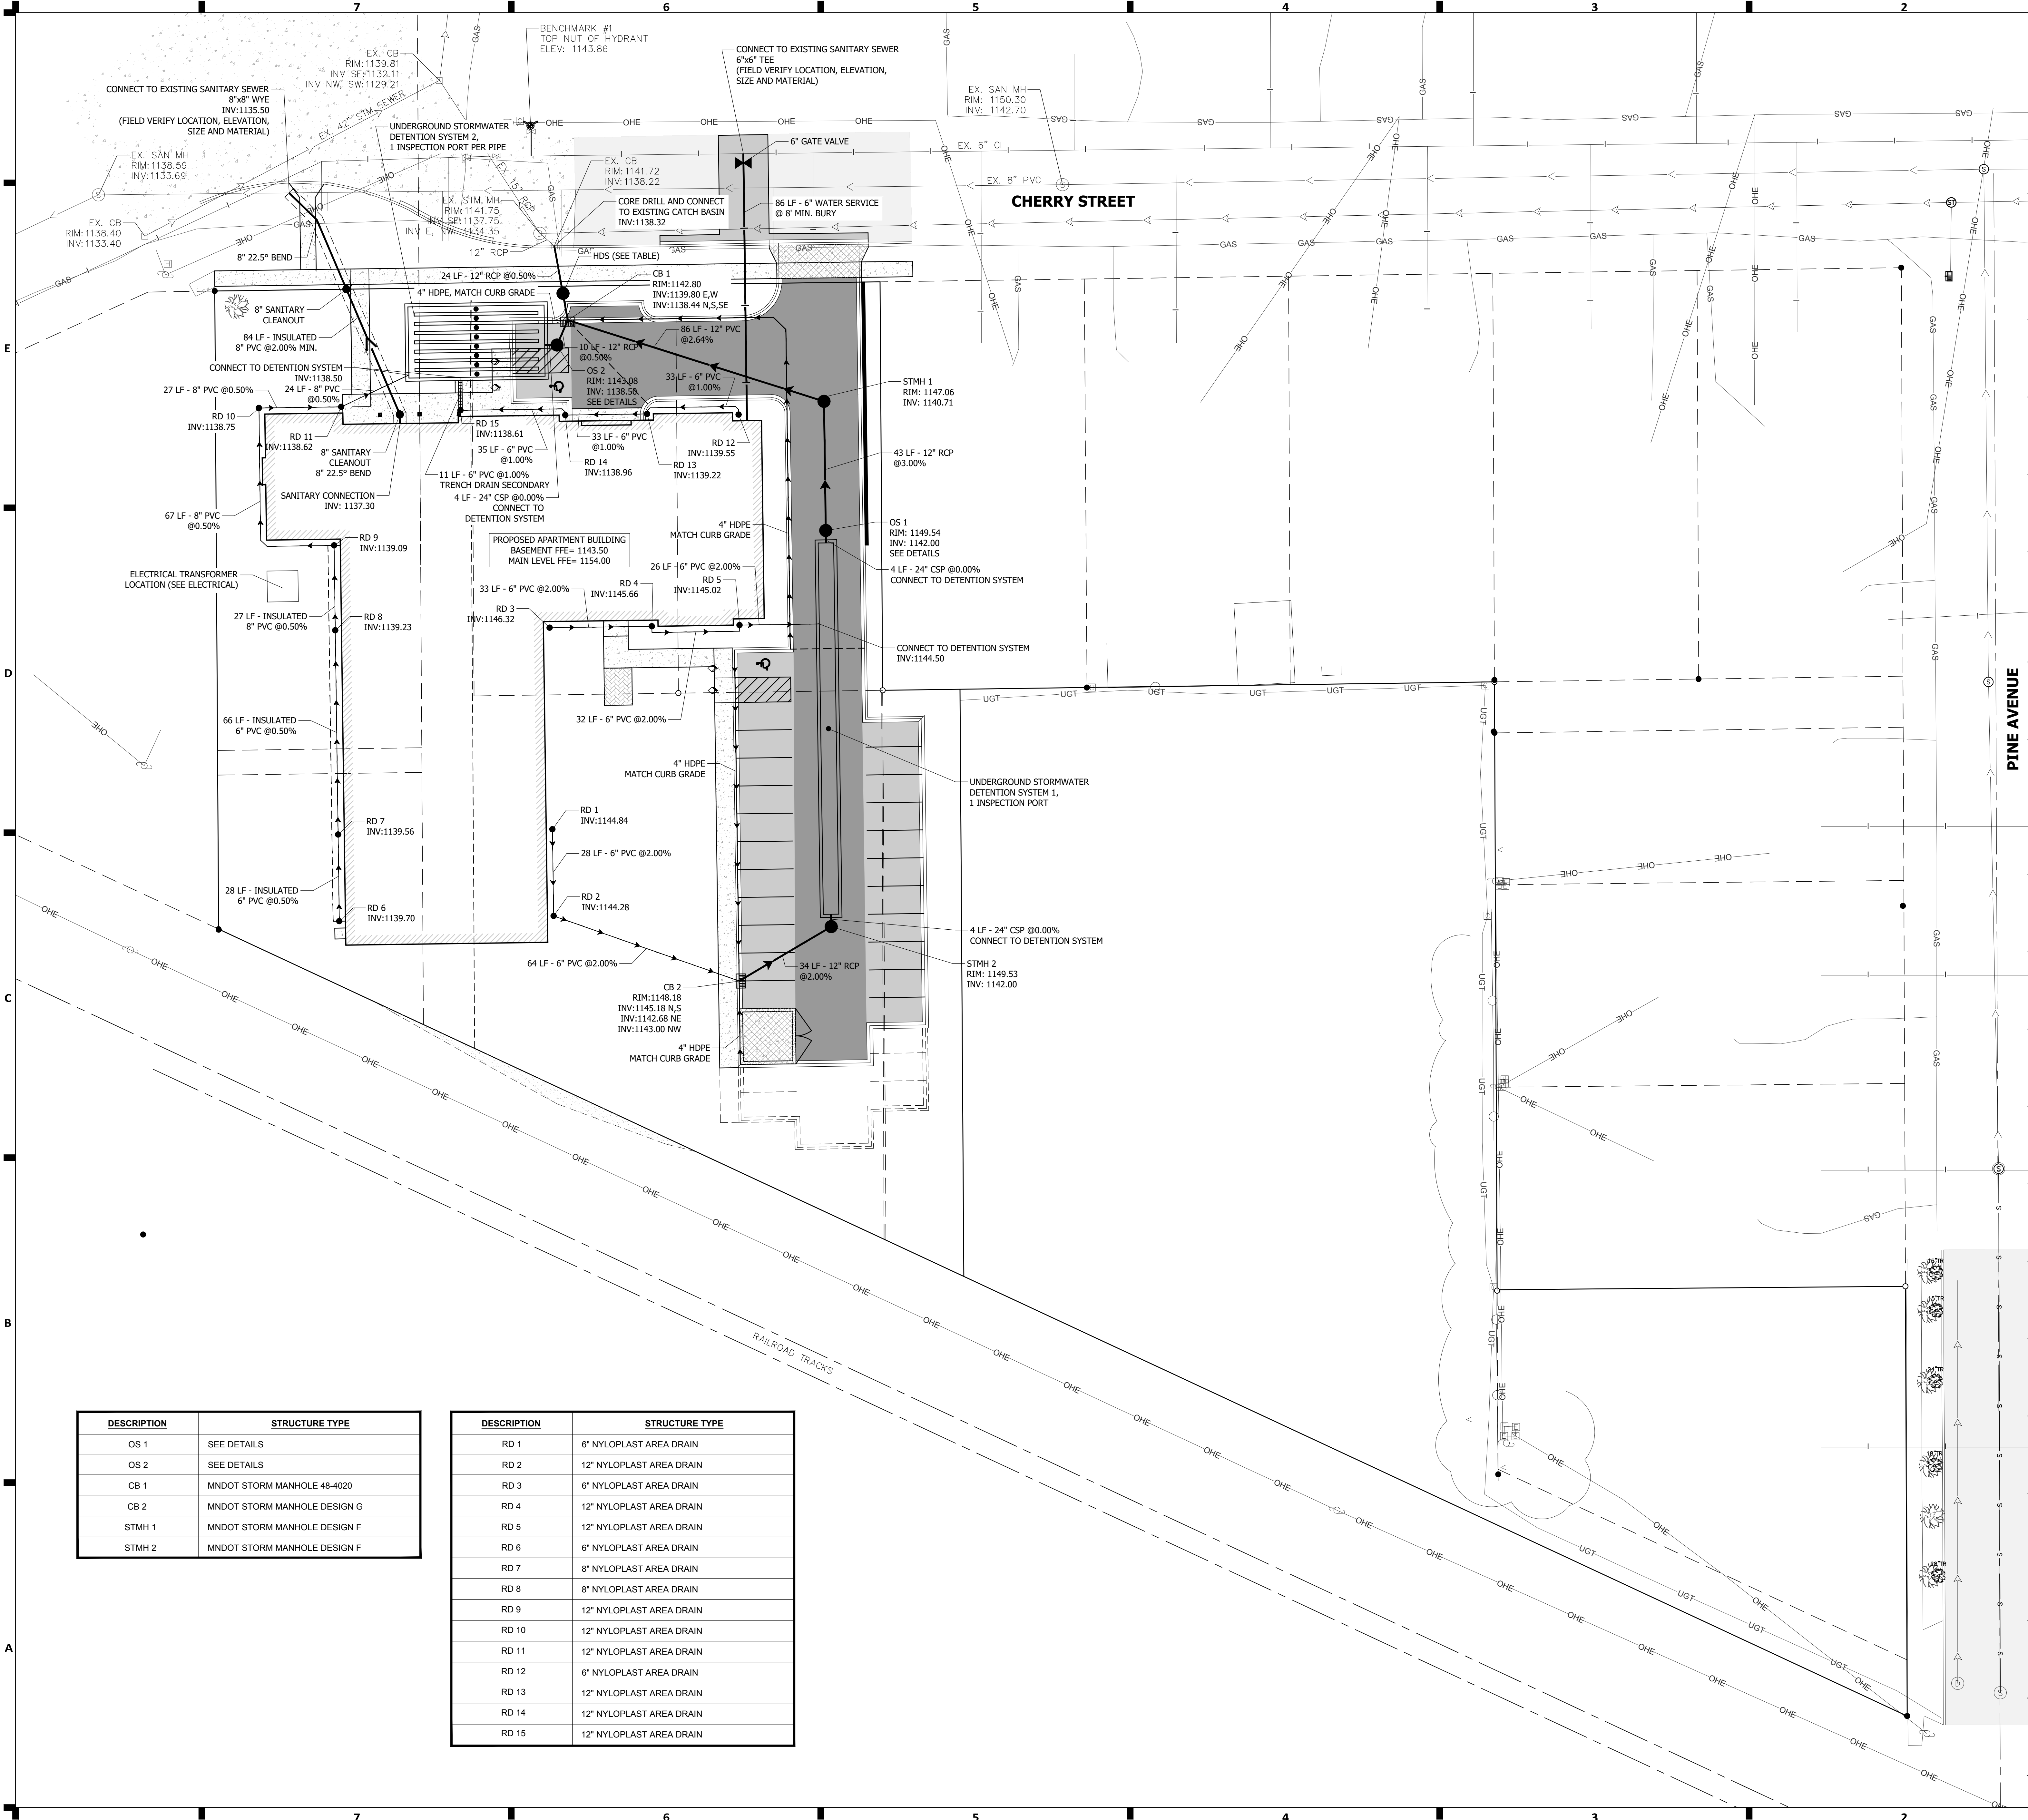 7
6
5
4
3
2
BENCHMARK #1
TOP NUT OF HYDRANT
ELEV: 1143.86
EX. CB
RIM:1139.81
INV SE:1132.11
INV NW, SW:1129.21
CONNECT TO EXISTING SANITARY SEWER
6"x6" TEE
(FIELD VERIFY LOCATION, ELEVATION,
SIZE AND MATERIAL)
CONNECT TO EXISTING SANITARY SEWER
8"x8" WYE
INV:1135.50
(FIELD VERIFY LOCATION, ELEVATION,
SIZE AND MATERIAL)
EX. 42" STM SEWER
UNDERGROUND STORMWATER
DETENTION SYSTEM 2,
1 INSPECTION PORT PER PIPE
EX. SAN MH
RIM: 1150.30
INV: 1142.70
6" GATE VALVE
EX. 6" CI
EX. SAN MH
RIM:1138.59
INV:1133.69
EX. CB
RIM:1141.72
INV:1138.22
EX. 15" RCP
EX. 8" PVC
CHERRY STREET
EX. STM MH
RIM:1141.75
INV SE:1137.75
INV E, NW: 1134.35
CORE DRILL AND CONNECT
TO EXISTING CATCH BASIN
INV:1138.32
86 LF - 6" WATER SERVICE
@ 8' MIN. BURY
EX. CB
RIM:1138.40
INV:1133.40
12" RCP
8" 22.5° BEND
HDS (SEE TABLE)
24 LF - 12" RCP @0.50%
4" HDPE, MATCH CURB GRADE
CB 1
RIM:1142.80
INV:1139.80 E,W
INV:1138.44 N,S,SE
8" SANITARY
CLEANOUT
84 LF - INSULATED
8" PVC @2.00% MIN.
86 LF - 12" PVC
@2.64%
10 LF - 12" RCP
@0.50%
OS 2
RIM: 1143.08
INV: 1138.50
SEE DETAILS
33 LF - 6" PVC
@1.00%
CONNECT TO DETENTION SYSTEM
INV:1138.50
27 LF - 8" PVC @0.50%
24 LF - 8" PVC
@0.50%
STMH 1
RIM: 1147.06
INV: 1140.71
RD 10
INV:1138.75
RD 11
INV:1138.62
8" SANITARY
CLEANOUT
8" 22.5° BEND
RD 15
INV:1138.61
35 LF - 6" PVC
@1.00%
33 LF - 6" PVC
@1.00%
RD 14
INV:1138.96
RD 13
INV:1139.22
RD 12
INV:1139.55
43 LF - 12" RCP
@3.00%
11 LF - 6" PVC @1.00%
TRENCH DRAIN SECONDARY
SANITARY CONNECTION
INV: 1137.30
4 LF - 24" CSP @0.00%
CONNECT TO
DETENTION SYSTEM
67 LF - 8" PVC
@0.50%
4" HDPE
MATCH CURB GRADE
OS 1
RIM: 1149.54
INV: 1142.00
SEE DETAILS
RD 9
INV:1139.09
PROPOSED APARTMENT BUILDING
BASEMENT FFE= 1143.50
MAIN LEVEL FFE= 1154.00
4 LF - 24" CSP @0.00%
CONNECT TO DETENTION SYSTEM
ELECTRICAL TRANSFORMER
LOCATION (SEE ELECTRICAL)
26 LF - 6" PVC @2.00%
33 LF - 6" PVC @2.00%
RD 4
INV:1145.66
RD 5
INV:1145.02
RD 3
INV:1146.32
27 LF - INSULATED
8" PVC @0.50%
RD 8
INV:1139.23
CONNECT TO DETENTION SYSTEM
INV:1144.50
66 LF - INSULATED
6" PVC @0.50%
32 LF - 6" PVC @2.00%
4" HDPE
MATCH CURB GRADE
UNDERGROUND STORMWATER
DETENTION SYSTEM 1,
1 INSPECTION PORT
PINE AVENUE
RD 7
INV:1139.56
RD 1
INV:1144.84
28 LF - 6" PVC @2.00%
28 LF - INSULATED
6" PVC @0.50%
RD 6
INV:1139.70
RD 2
INV:1144.28
4 LF - 24" CSP @0.00%
CONNECT TO DETENTION SYSTEM
64 LF - 6" PVC @2.00%
34 LF - 12" RCP
@2.00%
STMH 2
RIM: 1149.53
INV: 1142.00
CB 2
RIM:1148.18
INV:1145.18 N,S
INV:1142.68 NE
INV:1143.00 NW
4" HDPE
MATCH CURB GRADE
RAILROAD TRACKS
E
D
C
B
A
DESCRIPTION STRUCTURE TYPE
OS 1 SEE DETAILS
OS 2 SEE DETAILS
CB 1 MNDOT STORM MANHOLE 48-4020
CB 2 MNDOT STORM MANHOLE DESIGN G
STMH 1 MNDOT STORM MANHOLE DESIGN F
STMH 2 MNDOT STORM MANHOLE DESIGN F
DESCRIPTION STRUCTURE TYPE
RD 1 6" NYLOPLAST AREA DRAIN
RD 2 12" NYLOPLAST AREA DRAIN
RD 3 6" NYLOPLAST AREA DRAIN
RD 4 12" NYLOPLAST AREA DRAIN
RD 5 12" NYLOPLAST AREA DRAIN
RD 6 6" NYLOPLAST AREA DRAIN
RD 7 8" NYLOPLAST AREA DRAIN
RD 8 8" NYLOPLAST AREA DRAIN
RD 9 12" NYLOPLAST AREA DRAIN
RD 10 12" NYLOPLAST AREA DRAIN
RD 11 12" NYLOPLAST AREA DRAIN
RD 12 6" NYLOPLAST AREA DRAIN
RD 13 12" NYLOPLAST AREA DRAIN
RD 14 12" NYLOPLAST AREA DRAIN
RD 15 12" NYLOPLAST AREA DRAIN
OHE
GAS
UGT
7
6
5
4
3
2